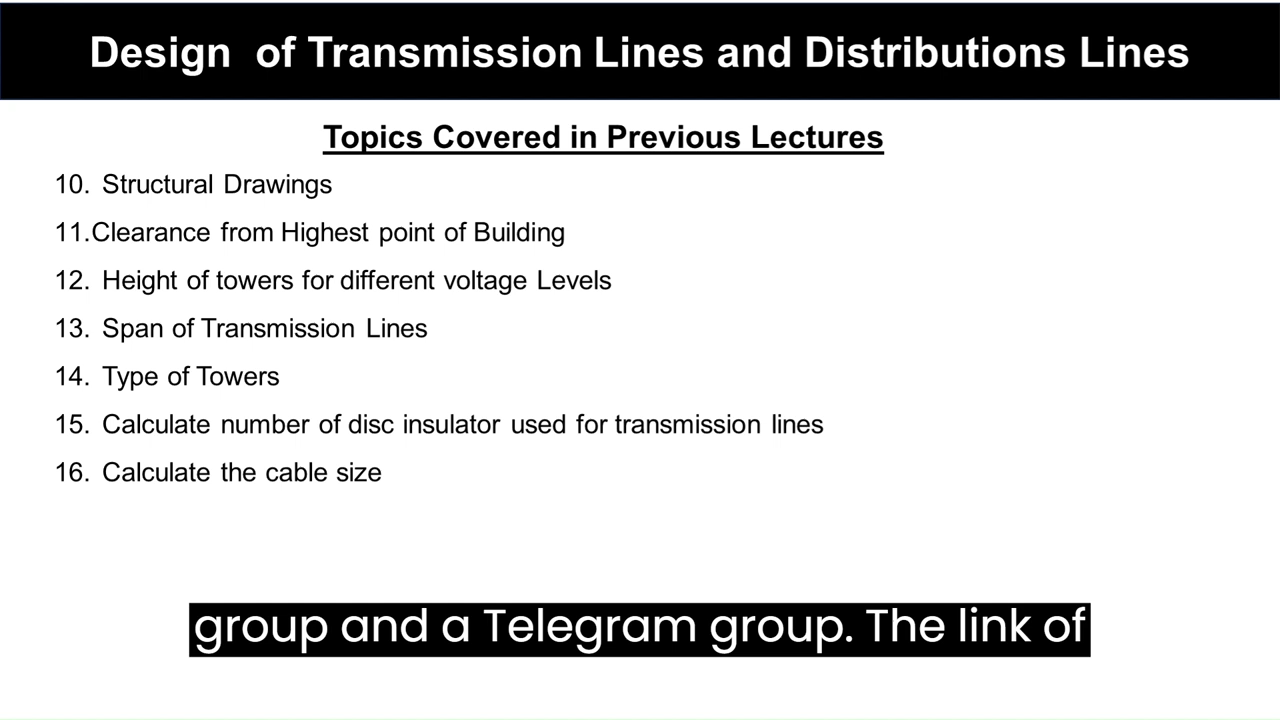 Design of Transmission Lines and Distributions Lines
Topics Covered in Previous Lectures
10. Structural Drawings
11.Clearance from Highest point of Building
12. Height of towers for different voltage Levels
13. Span of Transmission Lines
14. Type of Towers
15. Calculate number of disc insulator used for transmission lines
16. Calculate the cable size
group and a Telegram group. The link of